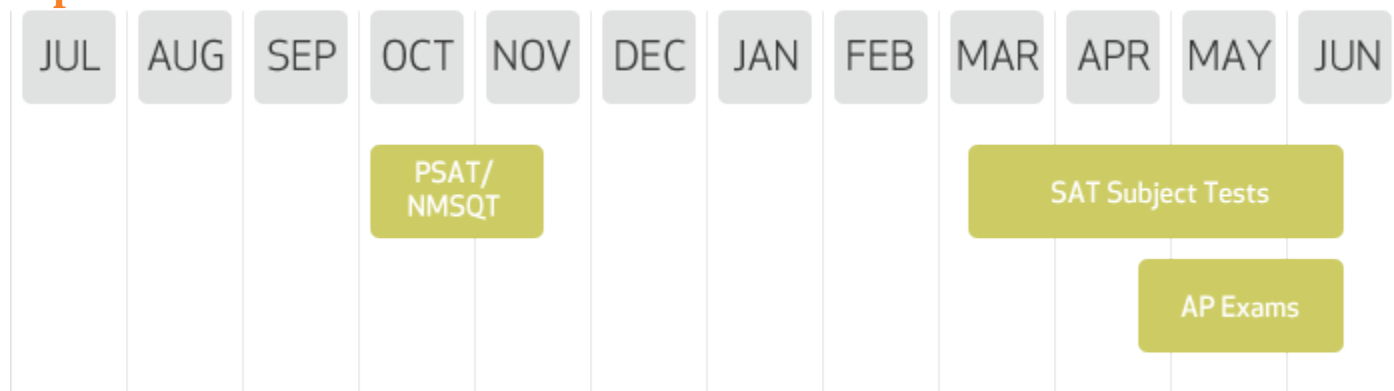 JUL AUG SEP OCT NOV DEC JAN FEB MAR APR MAY JUN
PSAT/
NMSQT
SAT Subject Tests
AP Exams